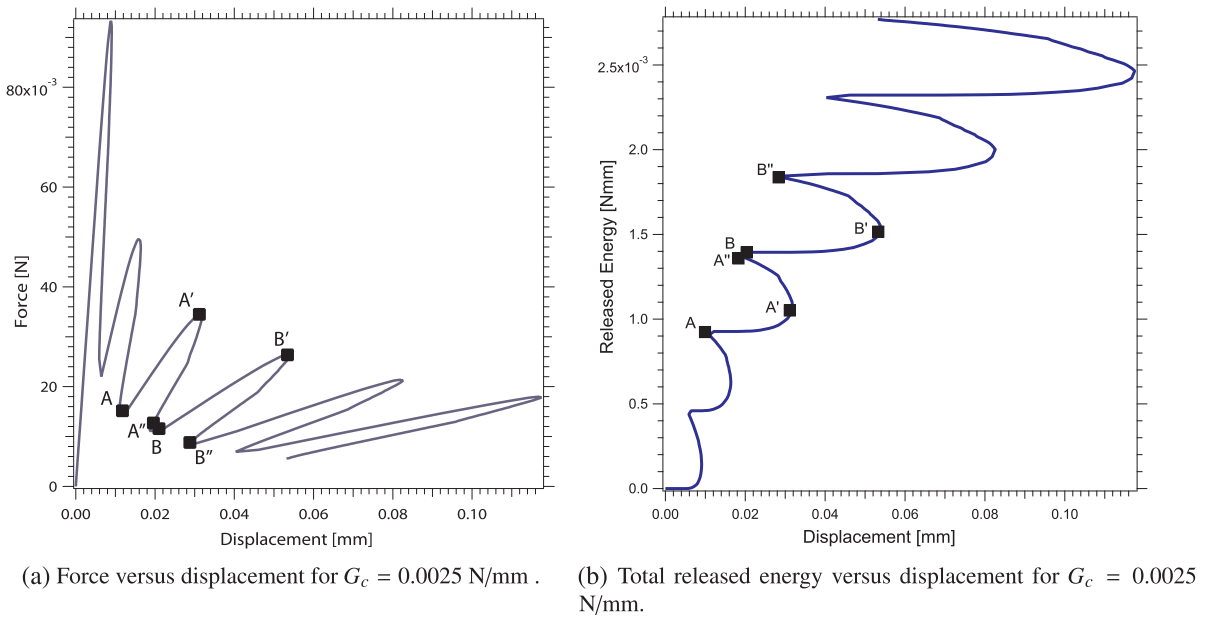 80x10-3
60
40
20
0
Force [N]
A
A′
A″
B
B′
B″
0.00
0.02
0.04
0.06
0.08
0.10
Displacement [mm]
(a) Force versus displacement for Gc = 0.0025 N/mm .
2.5x10-3
2.0
1.5
1.0
0.5
0.0
Released Energy [Nmm]
B"
B'
B
A"
A'
A
0.00
0.02
0.04
0.06
0.08
0.10
Displacement [mm]
(b) Total released energy versus displacement for Gc = 0.0025
N/mm.